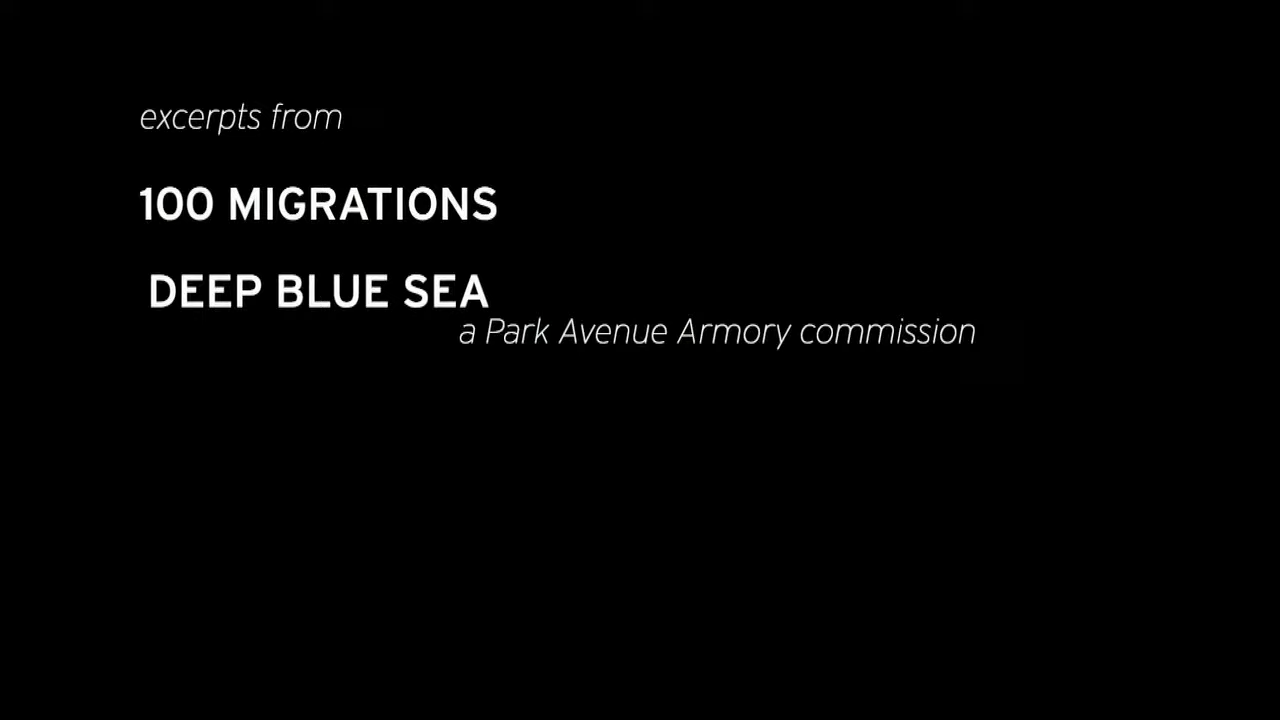 excerpts from
100 MIGRATIONS
DEEP BLUE SEA
a Park Avenue Armory commission